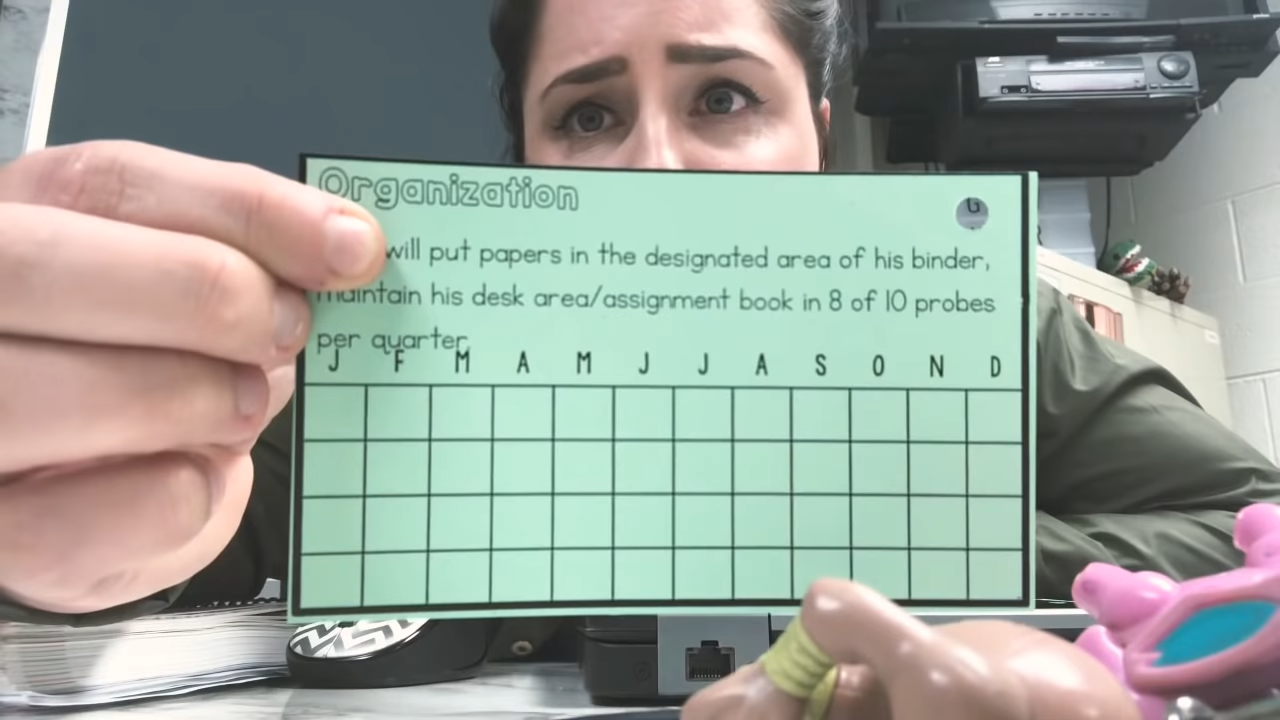 Organization
will put papers in the designated area of his binder,
maintain his desk area/assignment book in 8 of 10 probes
per quarter.
J F M A M J J A S O N D